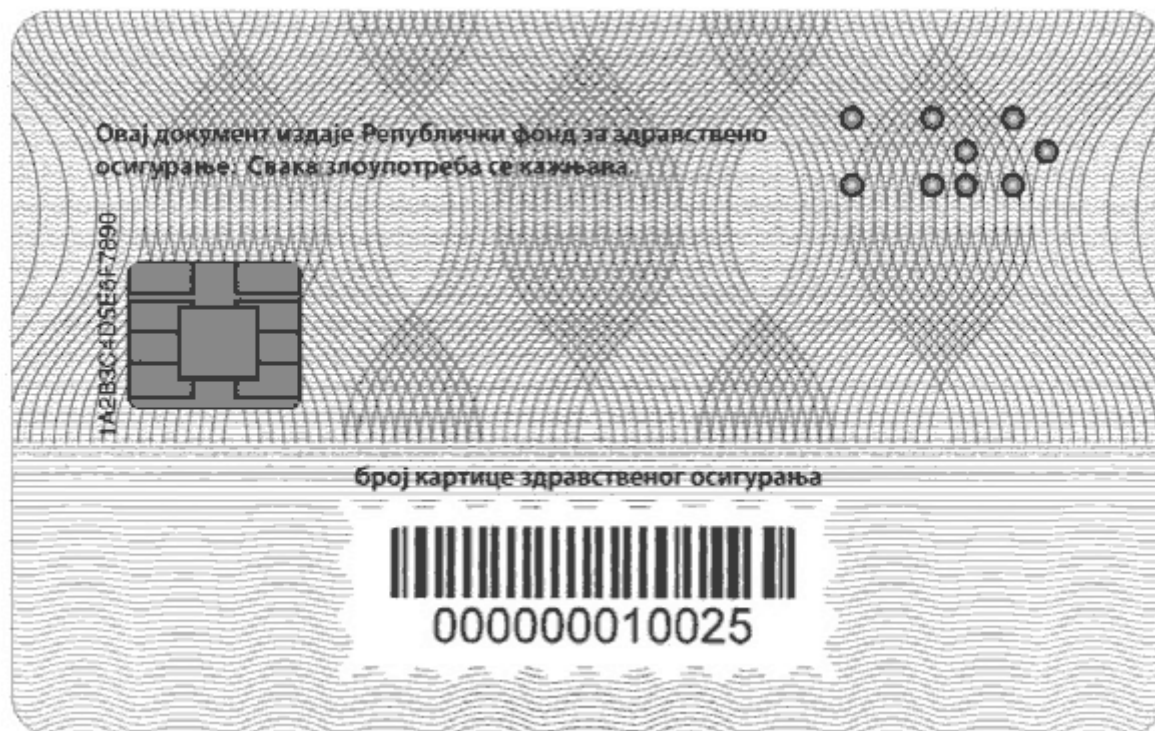 Овај документ издаје Републички фонд за здравствено
осигурање. Свака злоупотреба се кажњава.
1A2B3C4D5E6F7890
број картице здравственог осигурања
000000010025